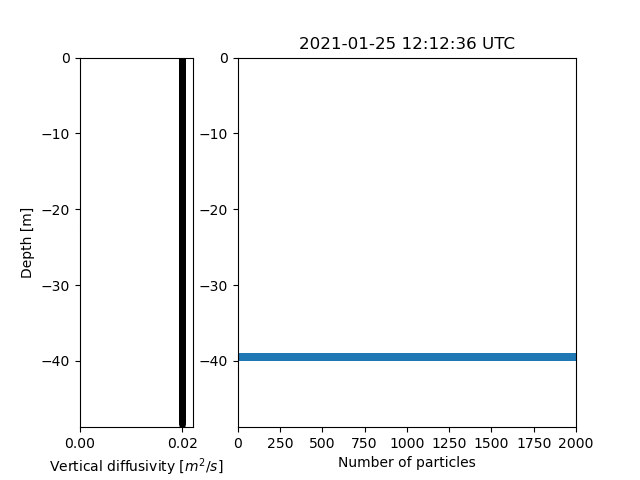 2021-01-25 12:12:36 UTC
0
−10
−20
−30
−40
Depth [m]
0.00 0.02
Vertical diffusivity [m²/s]
0
−10
−20
−30
−40
0 250 500 750 1000 1250 1500 1750 2000
Number of particles